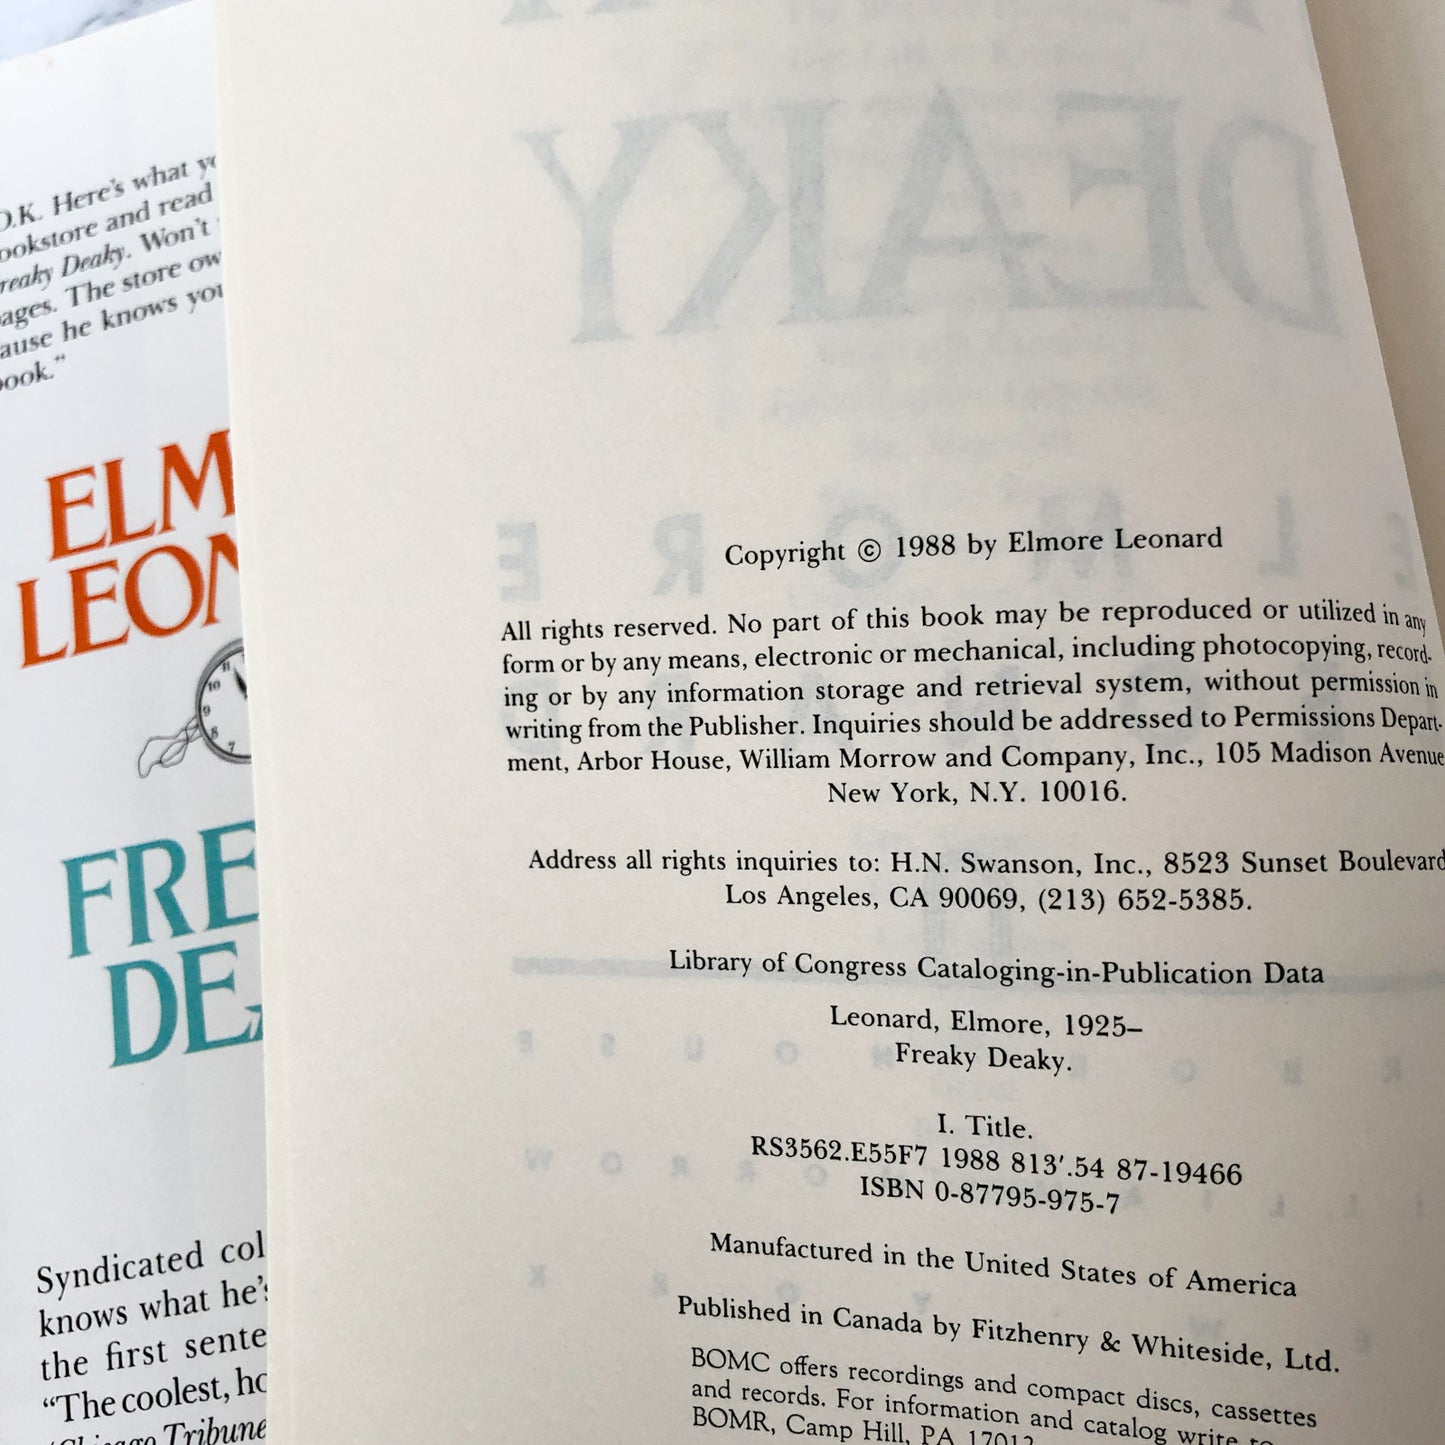 O.K. Here's what
ookstore and read
reaky Deaky. Won't
ages. The store
ause he knows
ook."
ELM
LEON
FRE
DEA
Syndicated
knows what he's
the first
"The coolest,
Tribune
DEAKY
Copyright © 1988 by Elmore Leonard
All rights reserved. No part of this book may be reproduced or utilized in any
form or by any means, electronic or mechanical, including photocopying, record-
ing or by any information storage and retrieval system, without permission in
writing from the Publisher. Inquiries should be addressed to Permissions Depart-
ment, Arbor House, William Morrow and Company, Inc., 105 Madison Avenue
New York, N.Y. 10016.
Address all rights inquiries to: H.N. Swanson, Inc., 8523 Sunset Boulevard
Los Angeles, CA 90069, (213) 652-5385.
Library of Congress Cataloging-in-Publication Data
Leonard, Elmore, 1925–
Freaky Deaky.
I. Title.
RS3562.E55F7 1988 813'.54 87-19466
ISBN 0-87795-975-7
Manufactured in the United States of America
Published in Canada by Fitzhenry & Whiteside, Ltd.
BOMC offers recordings and compact discs, cassettes
and records. For information and catalog write to
BOMR, Camp Hill, PA 17012